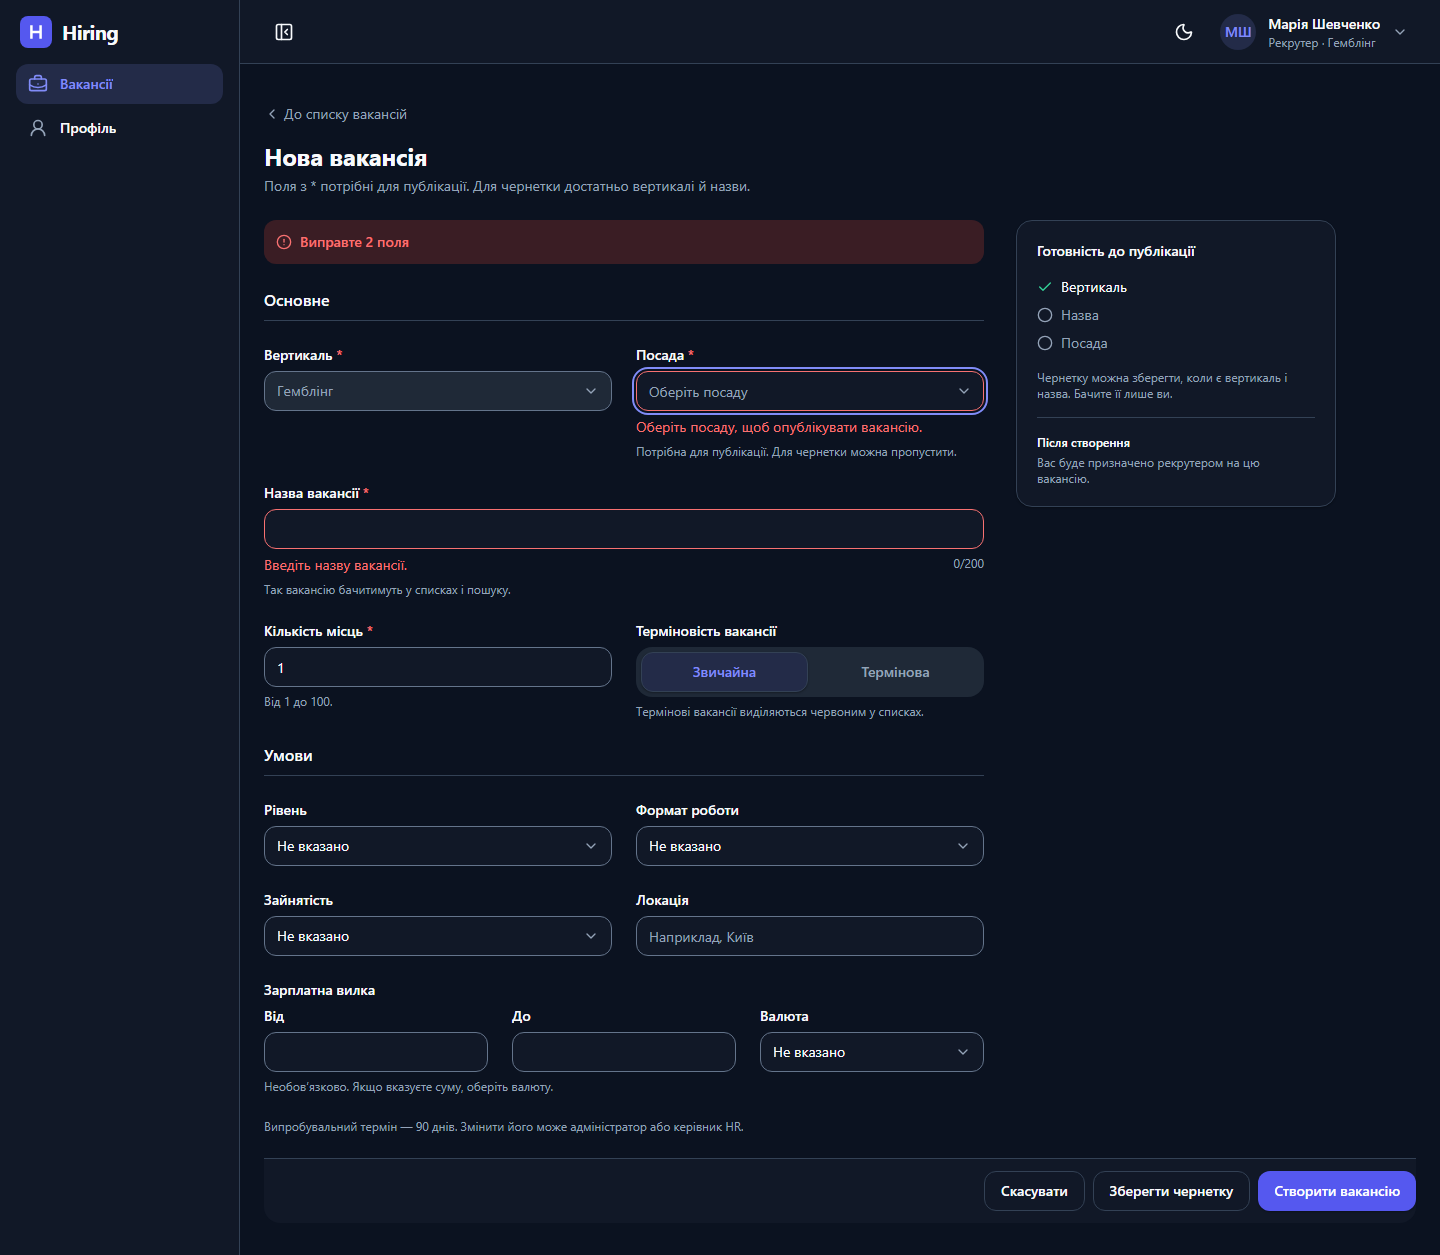 H Hiring
Вакансії
Профіль
МШ
Марія Шевченко
Рекрутер · Гемблінг
До списку вакансій
Нова вакансія
Поля з * потрібні для публікації. Для чернетки достатньо вертикалі й назви.
Виправте 2 поля
Основне
Вертикаль *
Гемблінг
Посада *
Оберіть посаду
Оберіть посаду, щоб опублікувати вакансію.
Потрібна для публікації. Для чернетки можна пропустити.
Назва вакансії *
Введіть назву вакансії.
0/200
Так вакансію бачитимуть у списках і пошуку.
Кількість місць *
1
Від 1 до 100.
Терміновість вакансії
Звичайна
Термінова
Термінові вакансії виділяються червоним у списках.
Умови
Рівень
Не вказано
Формат роботи
Не вказано
Зайнятість
Не вказано
Локація
Наприклад, Київ
Зарплатна вилка
Від
До
Валюта
Не вказано
Необов’язково. Якщо вказуєте суму, оберіть валюту.
Випробувальний термін — 90 днів. Змінити його може адміністратор або керівник HR.
Готовність до публікації
Вертикаль
Назва
Посада
Чернетку можна зберегти, коли є вертикаль і
назва. Бачите її лише ви.
Після створення
Вас буде призначено рекрутером на цю
вакансію.
Скасувати
Зберегти чернетку
Створити вакансію